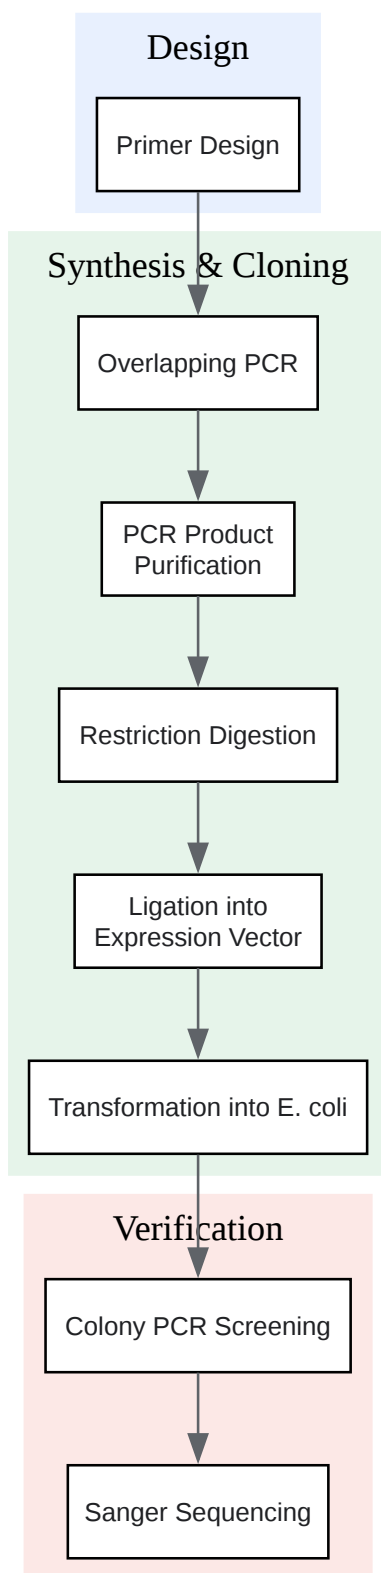 Design
Primer Design
Synthesis & Cloning
Overlapping PCR
PCR Product
Purification
Restriction Digestion
Ligation into
Expression Vector
Transformation into E. coli
Verification
Colony PCR Screening
Sanger Sequencing